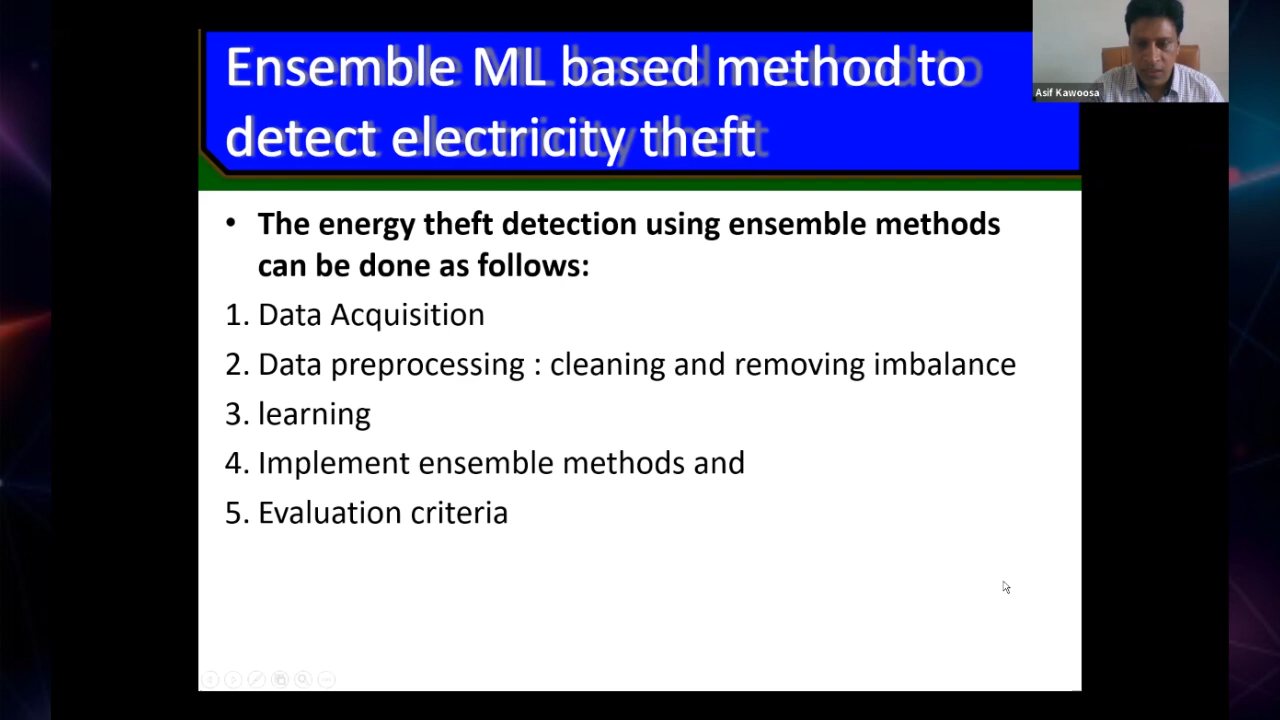 Ensemble ML based method to
detect electricity theft
Asif Kawoosa
• The energy theft detection using ensemble methods
can be done as follows:
1. Data Acquisition
2. Data preprocessing : cleaning and removing imbalance
3. learning
4. Implement ensemble methods and
5. Evaluation criteria